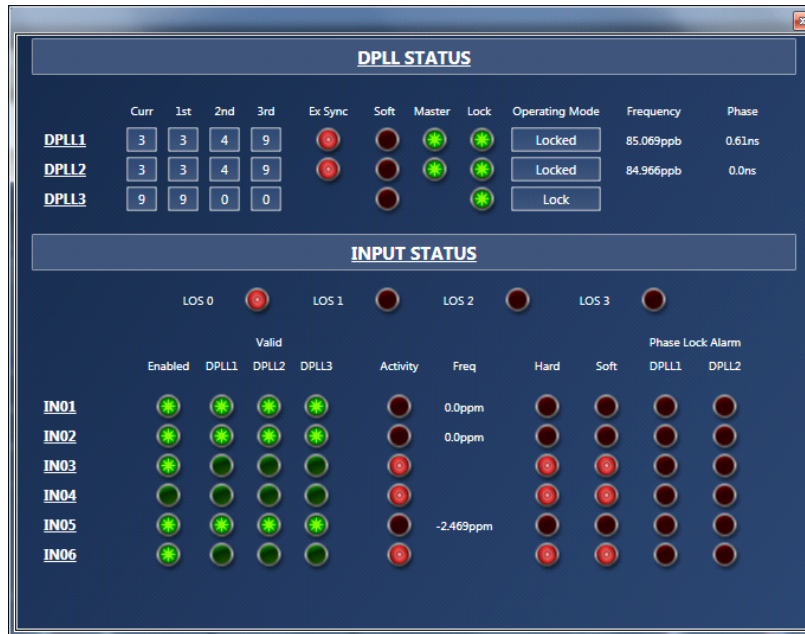 DPLL STATUS
Curr 1st 2nd 3rd Ex Sync Soft Master Lock Operating Mode Frequency Phase
DPLL1 3 3 4 9 Locked 85.069ppb 0.61ns
DPLL2 3 3 4 9 Locked 84.966ppb 0.0ns
DPLL3 9 9 0 0 Lock
INPUT STATUS
LOS 0 LOS 1 LOS 2 LOS 3
Valid Phase Lock Alarm
Enabled DPLL1 DPLL2 DPLL3 Activity Freq Hard Soft DPLL1 DPLL2
IN01 0.0ppm
IN02 0.0ppm
IN03
IN04
IN05 -2.469ppm
IN06